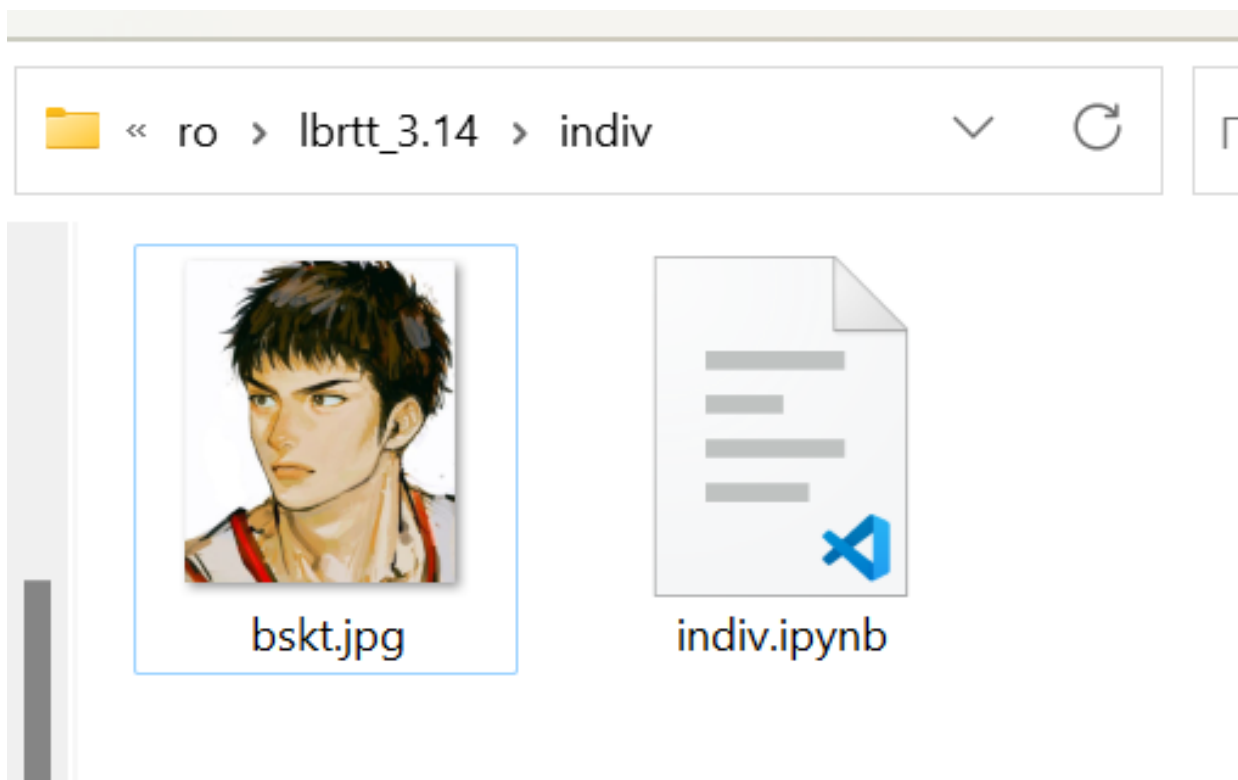 « ro > lbrtt_3.14 > indiv
bskt.jpg
indiv.ipynb